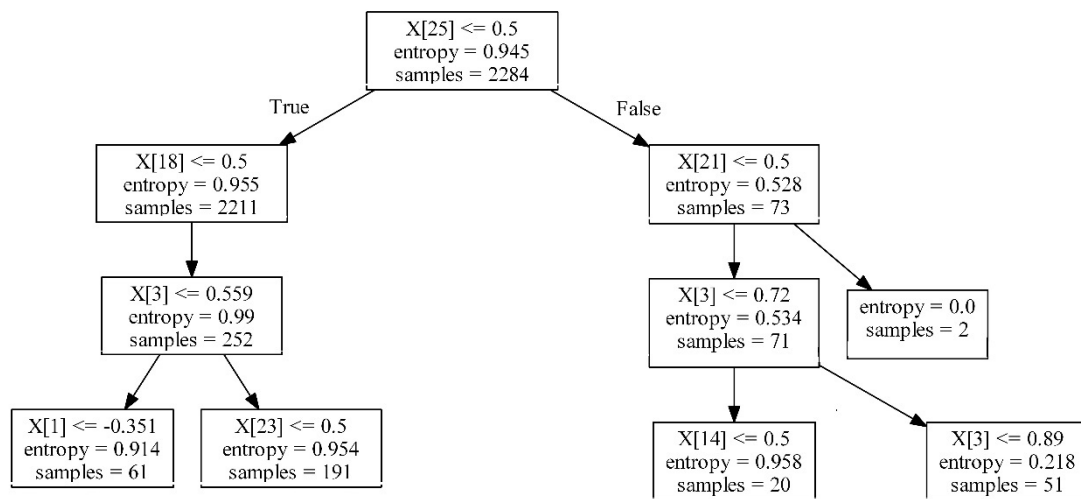 X[25] <= 0.5
entropy = 0.945
samples = 2284
True
False
X[18] <= 0.5
entropy = 0.955
samples = 2211
X[21] <= 0.5
entropy = 0.528
samples = 73
X[3] <= 0.559
entropy = 0.99
samples = 252
X[3] <= 0.72
entropy = 0.534
samples = 71
entropy = 0.0
samples = 2
X[1] <= -0.351
entropy = 0.914
samples = 61
X[23] <= 0.5
entropy = 0.954
samples = 191
X[14] <= 0.5
entropy = 0.958
samples = 20
X[3] <= 0.89
entropy = 0.218
samples = 51